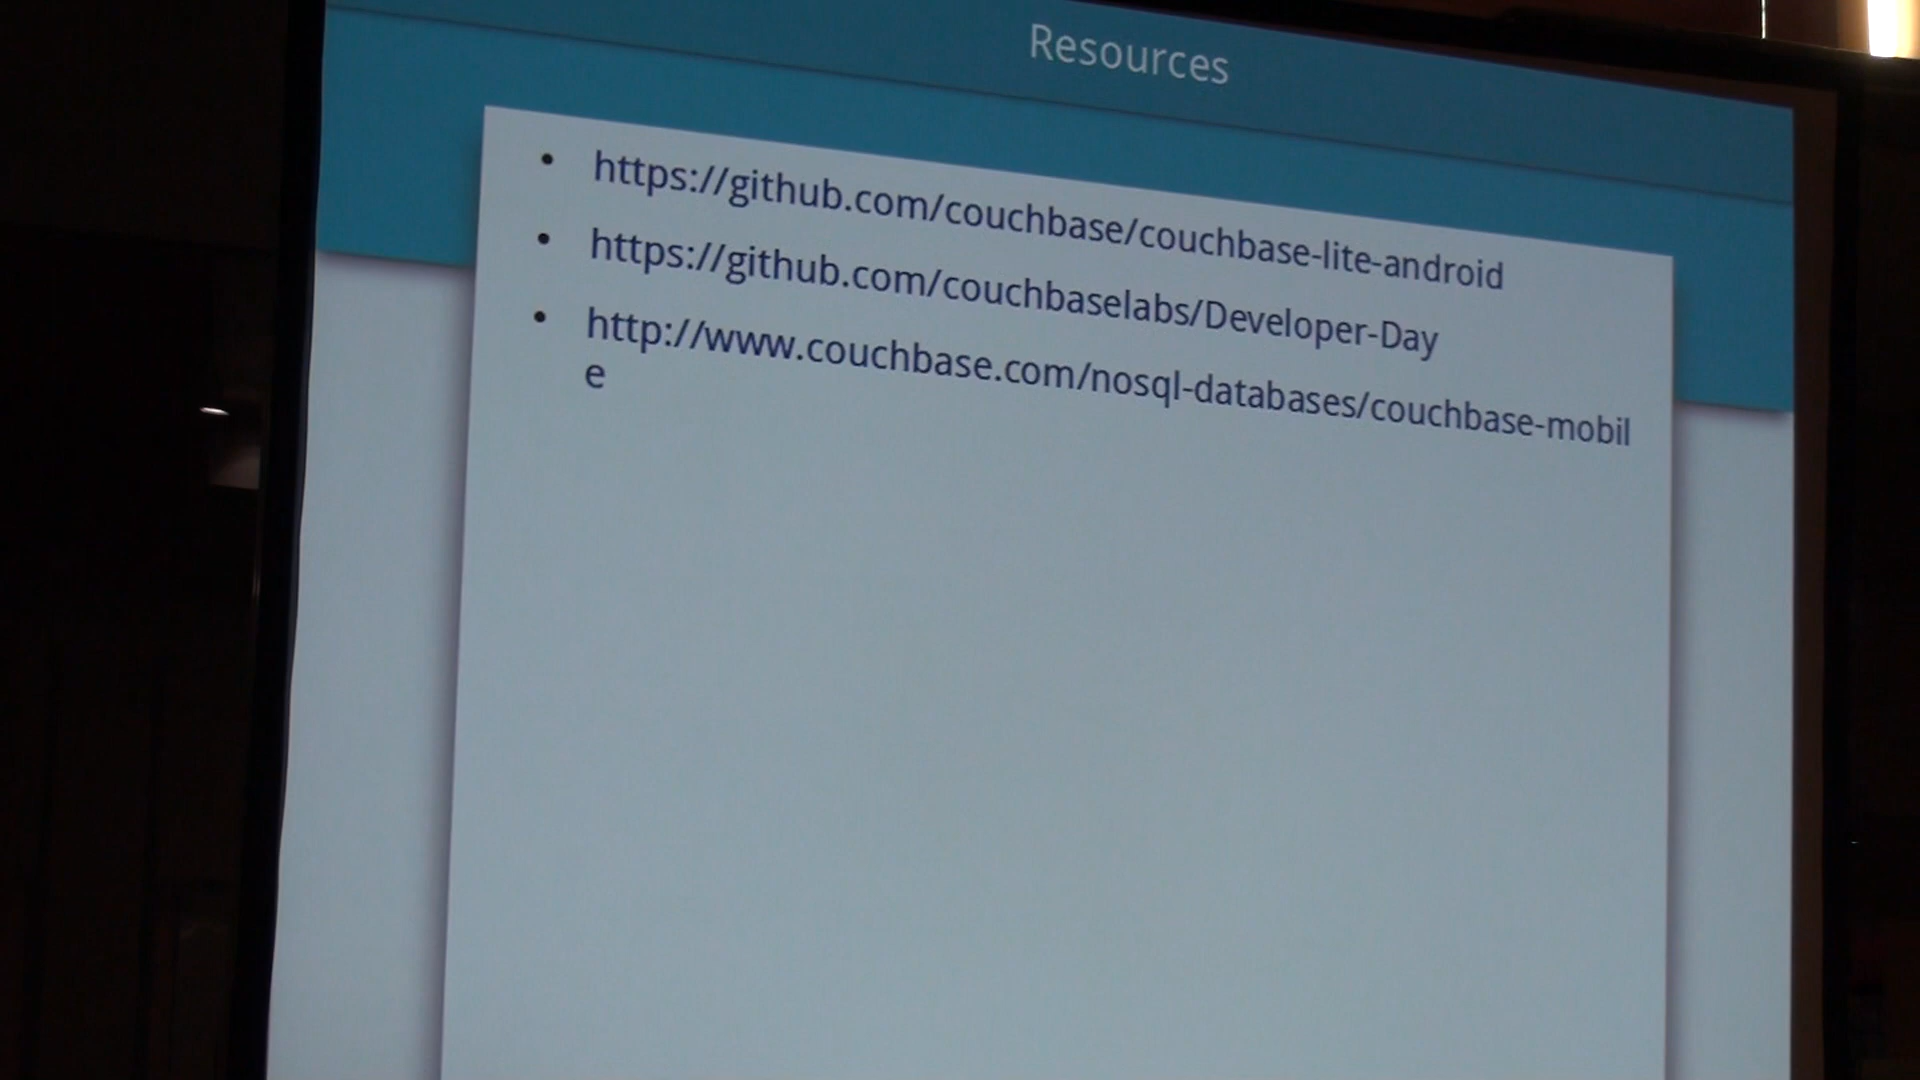 Resources
• https://github.com/couchbase/couchbase-lite-android
• https://github.com/couchbaselabs/Developer-Day
• http://www.couchbase.com/nosql-databases/couchbase-mobil
e